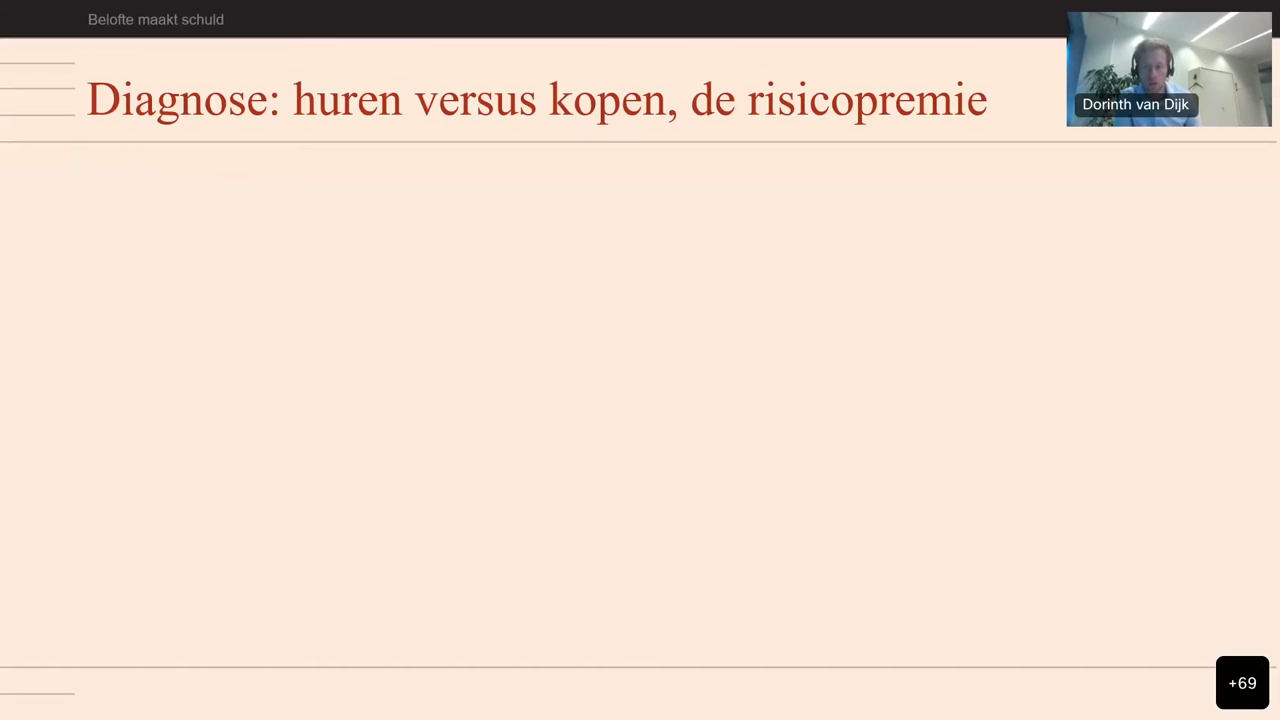 Belofte maakt schuld
Diagnose: huren versus kopen, de risicopremie
Dorinth van Dijk
+69